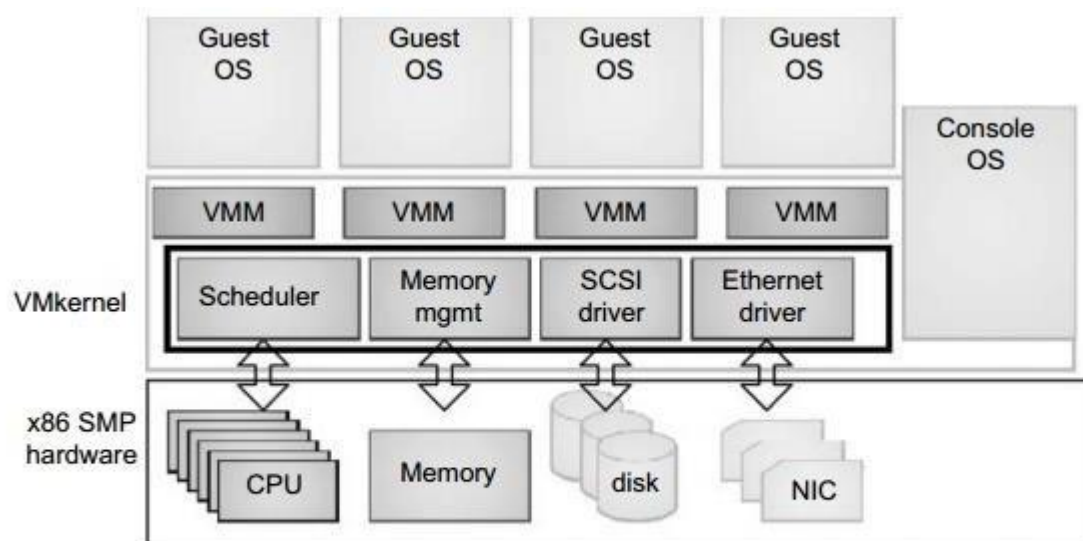 Guest
OS
Guest
OS
Guest
OS
Guest
OS
Console
OS
VMM
VMM
VMM
VMM
VMkernel
Scheduler
Memory
mgmt
SCSI
driver
Ethernet
driver
x86 SMP
hardware
CPU
Memory
disk
NIC